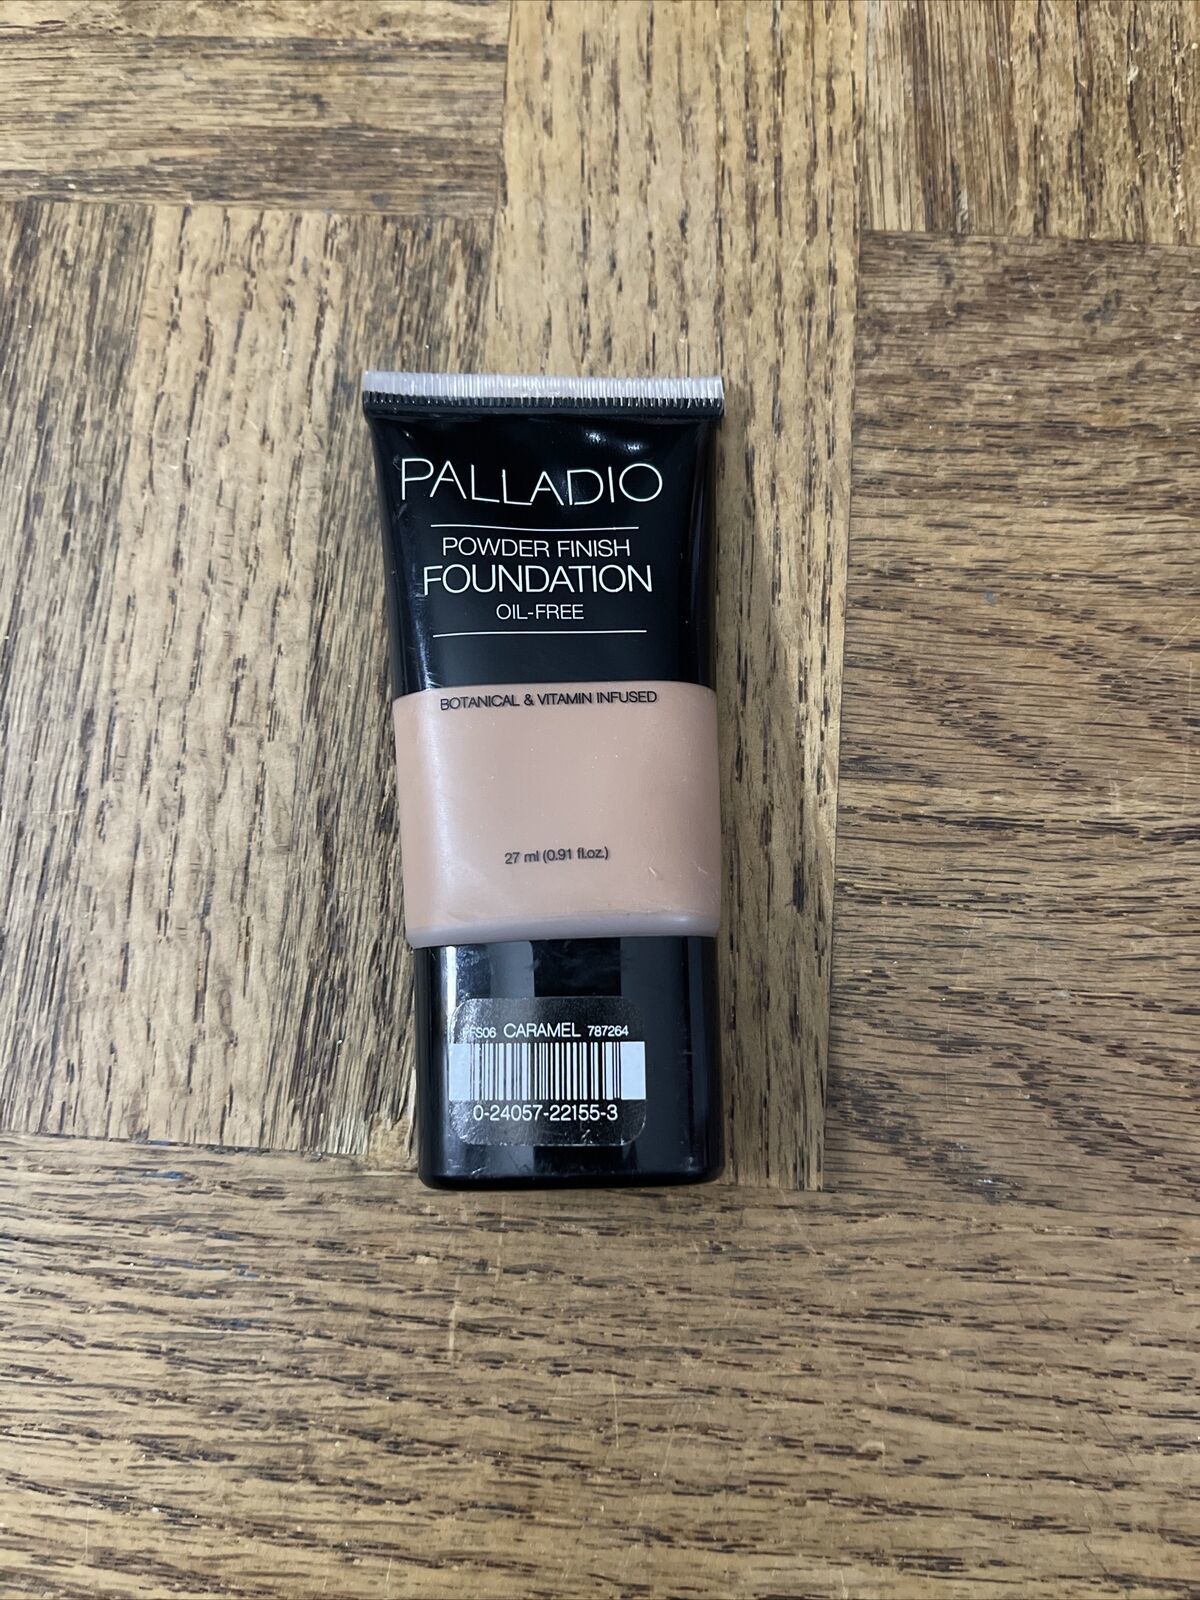 PALLADIO
POWDER FINISH
FOUNDATION
OIL-FREE
BOTANICAL & VITAMIN INFUSED
27 ml (0.91 fl.oz.)
CARAMEL 787264
0-24057-22155-3